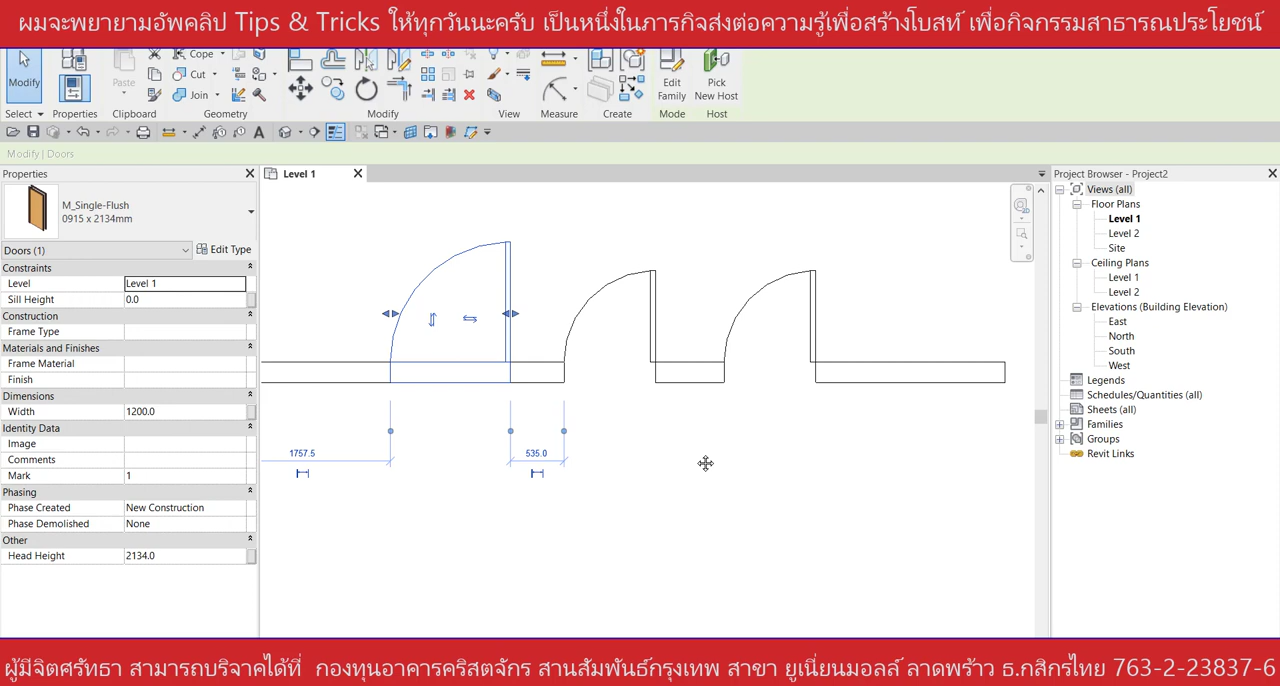 ผมจะพยายามอัพคลิป Tips & Tricks ให้ทุกวันนะครับ เป็นหนึ่งในภารกิจส่งต่อความรู้เพื่อสร้างโบสถ์ เพื่อกิจกรรมสาธารณประโยชน์
Cope
Cut
Join
Modify
Paste
Edit Family
Pick New Host
Select
Properties
Clipboard
Geometry
Modify
View
Measure
Create
Mode
Host
Modify | Doors
Properties
M_Single-Flush
0915 x 2134mm
Doors (1)
Edit Type
Constraints
Level Level 1
Sill Height 0.0
Construction
Frame Type
Materials and Finishes
Frame Material
Finish
Dimensions
Width 1200.0
Identity Data
Image
Comments
Mark 1
Phasing
Phase Created New Construction
Phase Demolished None
Other
Head Height 2134.0
Level 1
1757.5
535.0
Project Browser - Project2
Views (all)
Floor Plans
Level 1
Level 2
Site
Ceiling Plans
Level 1
Level 2
Elevations (Building Elevation)
East
North
South
West
Legends
Schedules/Quantities (all)
Sheets (all)
Families
Groups
Revit Links
ผู้มีจิตศรัทธา สามารถบริจาคได้ที่ กองทุนอาคารคริสตจักร สานสัมพันธ์กรุงเทพ สาขา ยูเนี่ยนมอลล์ ลาดพร้าว ธ.กสิกรไทย 763-2-23837-6